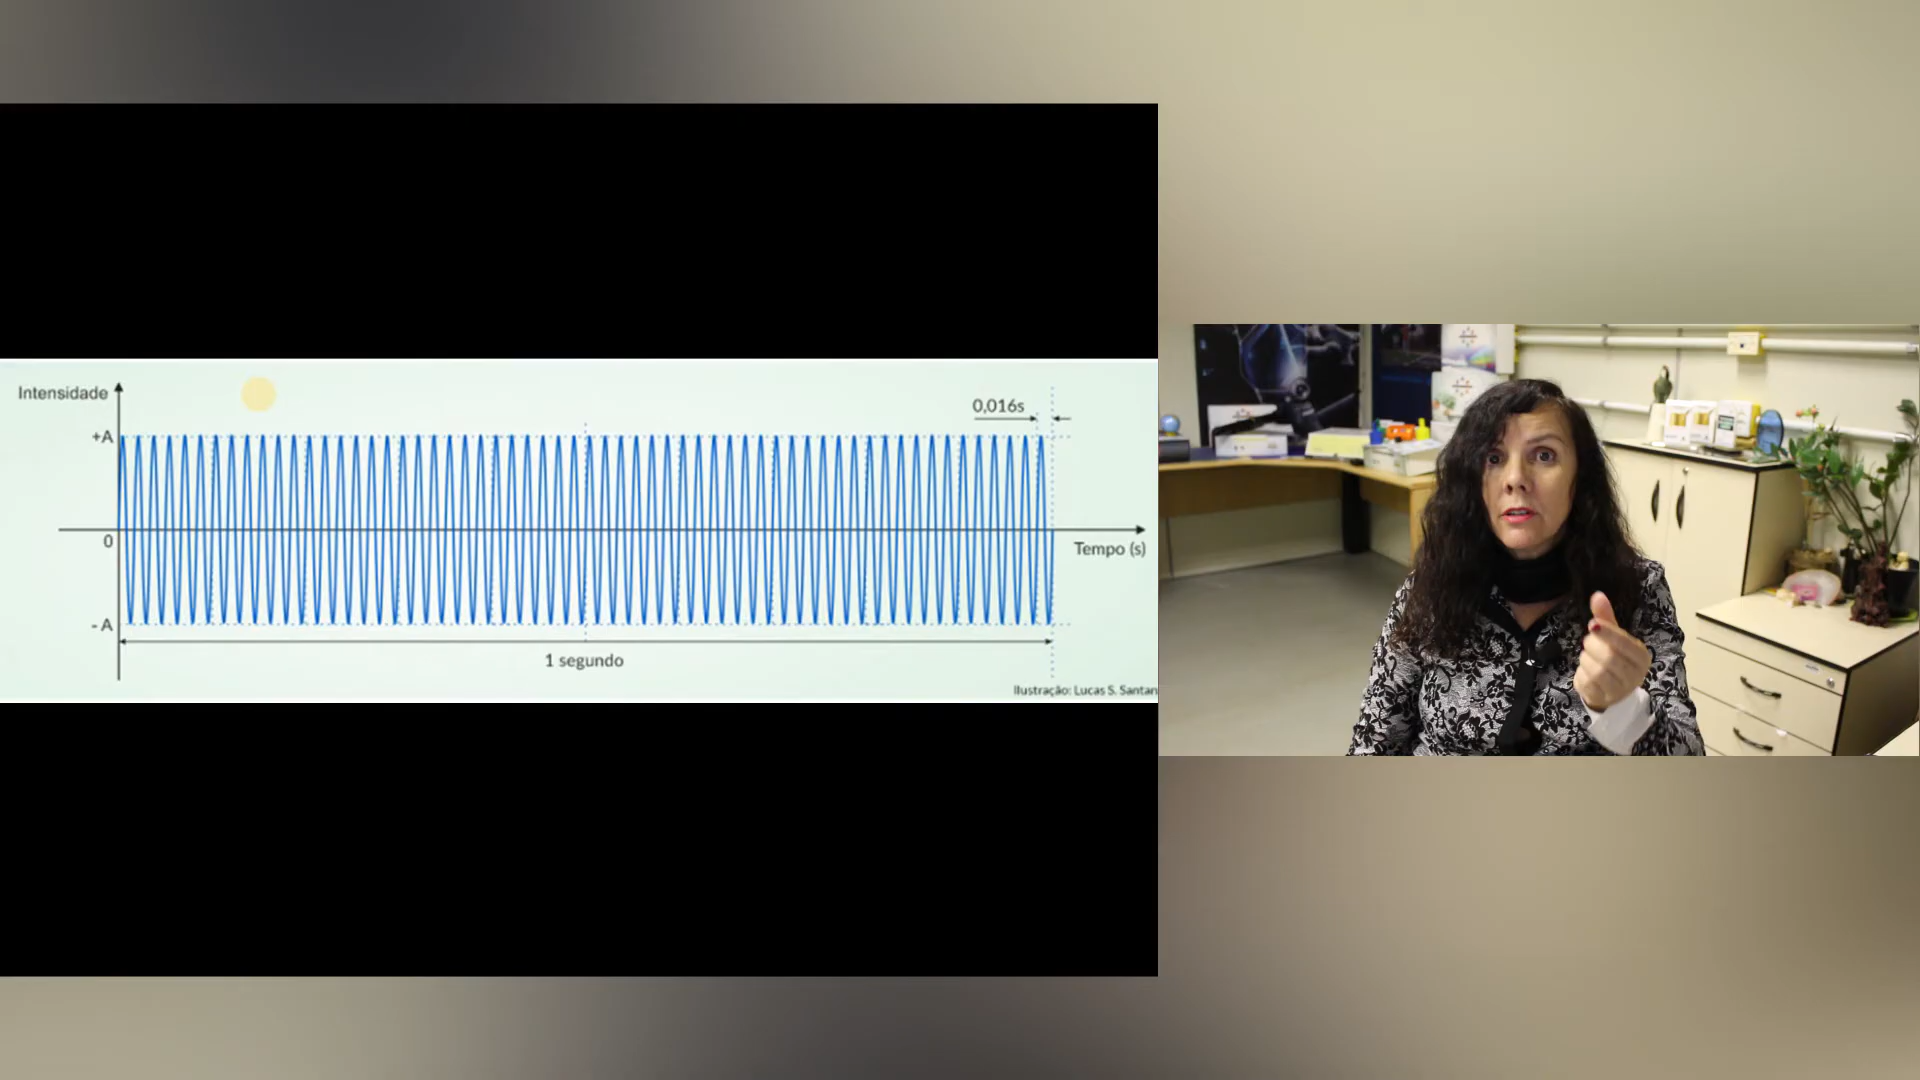 Intensidade
0,016s
+A
0
Tempo (s)
- A
1 segundo
Ilustração: Lucas S. Santan